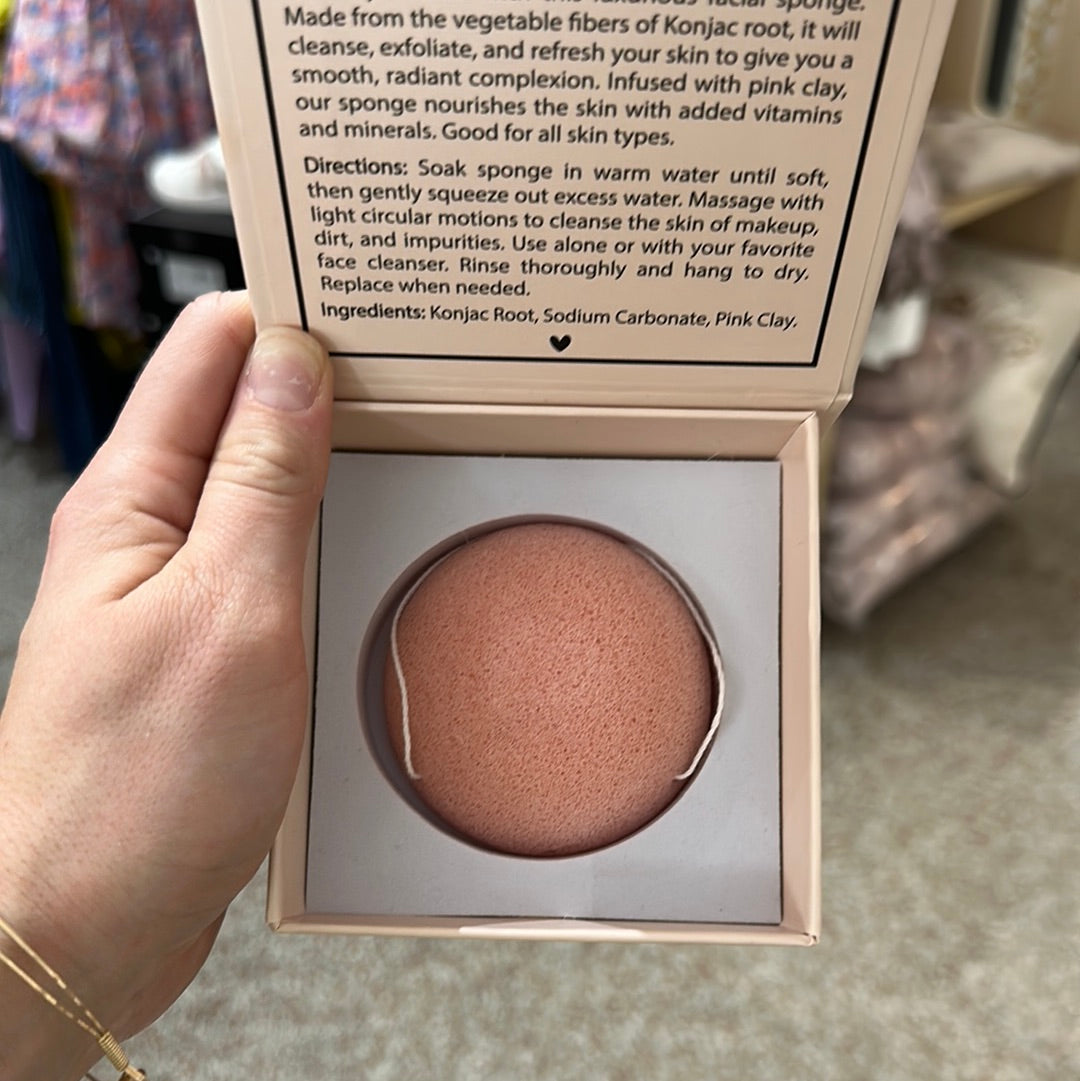 this luxurious facial sponge.
Made from the vegetable fibers of Konjac root, it will
cleanse, exfoliate, and refresh your skin to give you a
smooth, radiant complexion. Infused with pink clay,
our sponge nourishes the skin with added vitamins
and minerals. Good for all skin types.
Directions: Soak sponge in warm water until soft,
then gently squeeze out excess water. Massage with
light circular motions to cleanse the skin of makeup,
dirt, and impurities. Use alone or with your favorite
face cleanser. Rinse thoroughly and hang to dry.
Replace when needed.
Ingredients: Konjac Root, Sodium Carbonate, Pink Clay.